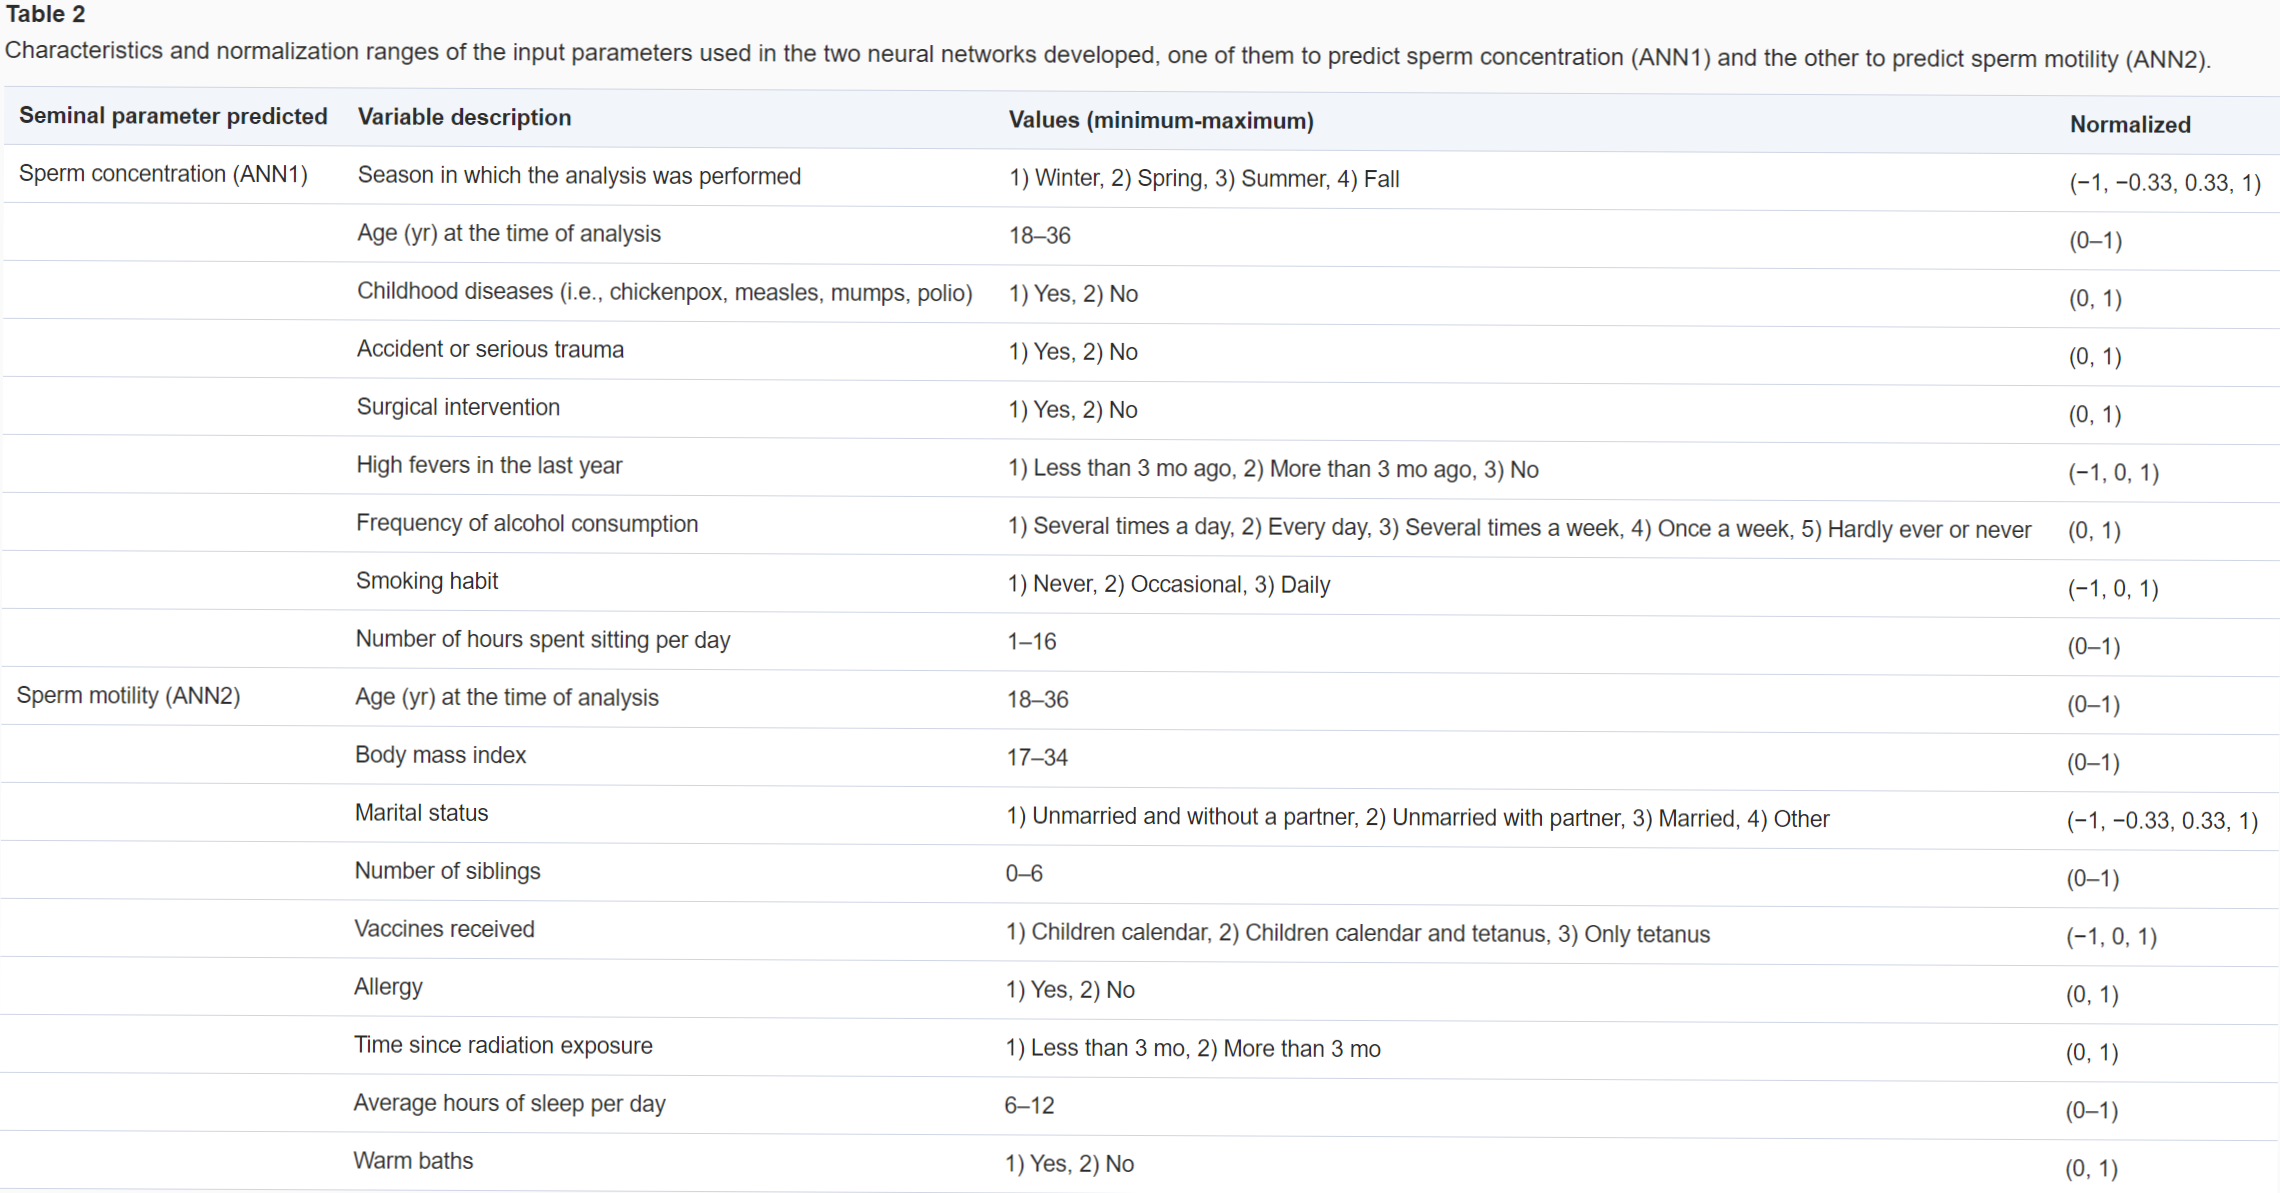 Table 2
Characteristics and normalization ranges of the input parameters used in the two neural networks developed, one of them to predict sperm concentration (ANN1) and the other to predict sperm motility (ANN2).
Seminal parameter predicted Variable description Values (minimum-maximum) Normalized
Sperm concentration (ANN1) Season in which the analysis was performed 1) Winter, 2) Spring, 3) Summer, 4) Fall (−1, −0.33, 0.33, 1)
Age (yr) at the time of analysis 18–36 (0–1)
Childhood diseases (i.e., chickenpox, measles, mumps, polio) 1) Yes, 2) No (0, 1)
Accident or serious trauma 1) Yes, 2) No (0, 1)
Surgical intervention 1) Yes, 2) No (0, 1)
High fevers in the last year 1) Less than 3 mo ago, 2) More than 3 mo ago, 3) No (−1, 0, 1)
Frequency of alcohol consumption 1) Several times a day, 2) Every day, 3) Several times a week, 4) Once a week, 5) Hardly ever or never (0, 1)
Smoking habit 1) Never, 2) Occasional, 3) Daily (−1, 0, 1)
Number of hours spent sitting per day 1–16 (0–1)
Sperm motility (ANN2) Age (yr) at the time of analysis 18–36 (0–1)
Body mass index 17–34 (0–1)
Marital status 1) Unmarried and without a partner, 2) Unmarried with partner, 3) Married, 4) Other (−1, −0.33, 0.33, 1)
Number of siblings 0–6 (0–1)
Vaccines received 1) Children calendar, 2) Children calendar and tetanus, 3) Only tetanus (−1, 0, 1)
Allergy 1) Yes, 2) No (0, 1)
Time since radiation exposure 1) Less than 3 mo, 2) More than 3 mo (0, 1)
Average hours of sleep per day 6–12 (0–1)
Warm baths 1) Yes, 2) No (0, 1)